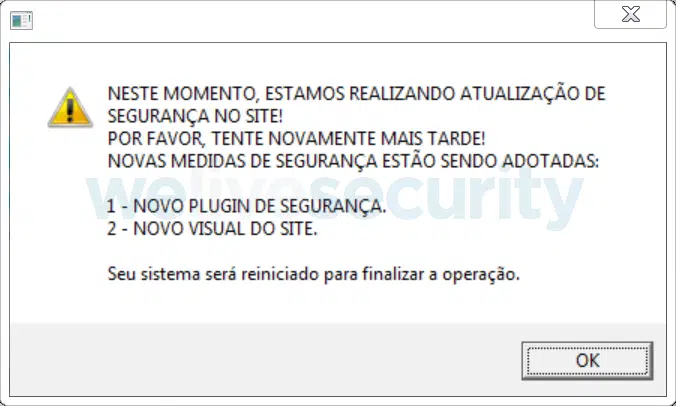 NESTE MOMENTO, ESTAMOS REALIZANDO ATUALIZAÇÃO DE
SEGURANÇA NO SITE!
POR FAVOR, TENTE NOVAMENTE MAIS TARDE!
NOVAS MEDIDAS DE SEGURANÇA ESTÃO SENDO ADOTADAS:
welivesecurity
1 - NOVO PLUGIN DE SEGURANÇA.
2 - NOVO VISUAL DO SITE.
Seu sistema será reiniciado para finalizar a operação.
OK